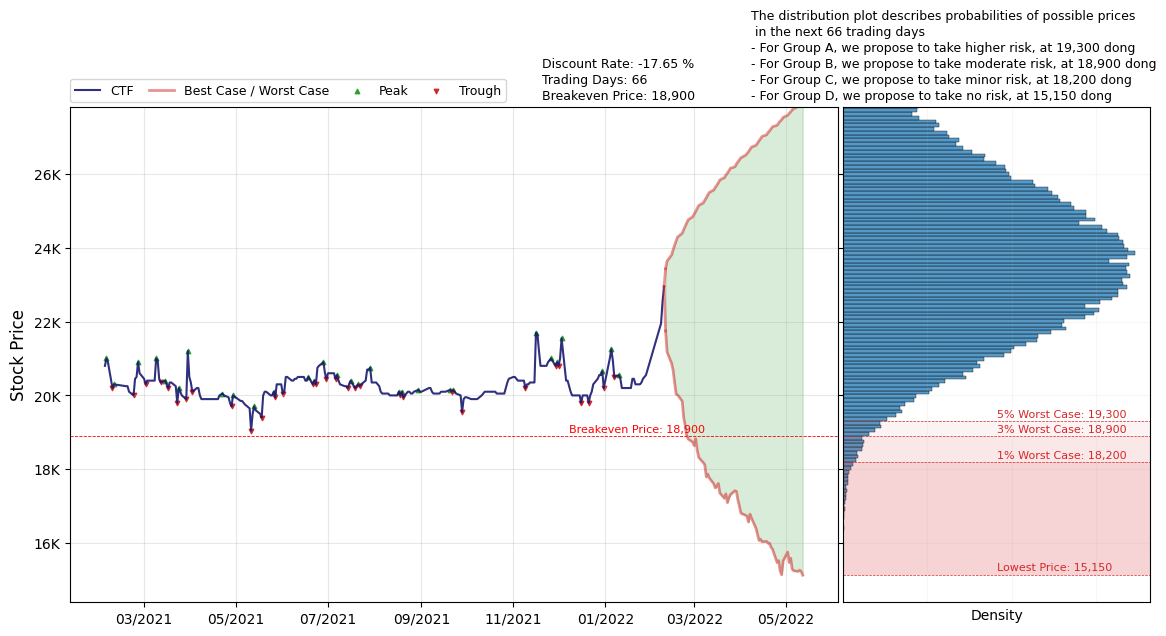 The distribution plot describes probabilities of possible prices
in the next 66 trading days
- For Group A, we propose to take higher risk, at 19,300 dong
- For Group B, we propose to take moderate risk, at 18,900 dong
- For Group C, we propose to take minor risk, at 18,200 dong
- For Group D, we propose to take no risk, at 15,150 dong
Discount Rate: -17.65 %
Trading Days: 66
Breakeven Price: 18,900
CTF
Best Case / Worst Case
Peak
Trough
Stock Price
26K
24K
22K
20K
18K
16K
Breakeven Price: 18,900
03/2021
05/2021
07/2021
09/2021
11/2021
01/2022
03/2022
05/2022
5% Worst Case: 19,300
3% Worst Case: 18,900
1% Worst Case: 18,200
Lowest Price: 15,150
Density